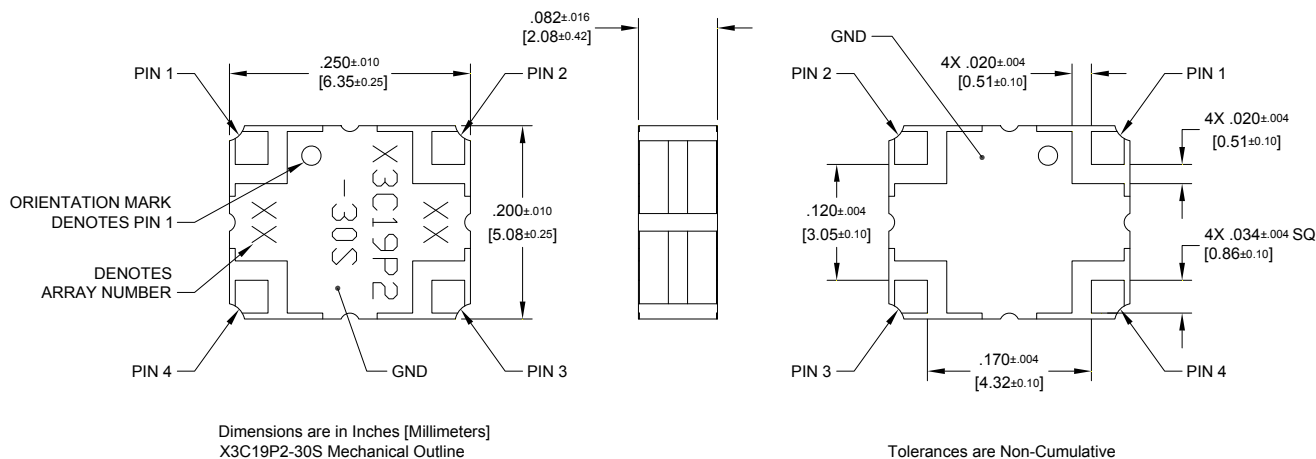 PIN 1
.250±.010
[6.35±0.25]
PIN 2
ORIENTATION MARK
DENOTES PIN 1
DENOTES
ARRAY NUMBER
X3C19P2
-30S
XX
XX
.200±.010
[5.08±0.25]
PIN 4
GND
PIN 3
.082±.016
[2.08±0.42]
GND
4X .020±.004
[0.51±0.10]
PIN 2
PIN 1
4X .020±.004
[0.51±0.10]
.120±.004
[3.05±0.10]
4X .034±.004 SQ
[0.86±0.10]
PIN 3
.170±.004
[4.32±0.10]
PIN 4
Dimensions are in Inches [Millimeters]
X3C19P2-30S Mechanical Outline
Tolerances are Non-Cumulative